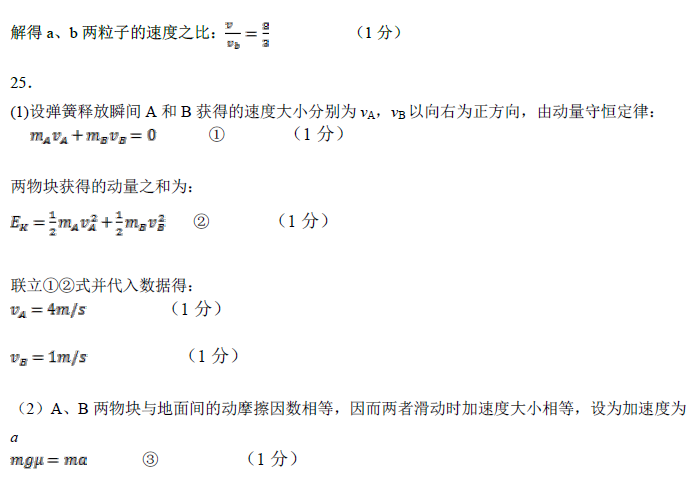 解得 a、b 两粒子的速度之比：v/v_b = （1 分）
25．
(1)设弹簧释放瞬间 A 和 B 获得的速度大小分别为 v_A，v_B 以向右为正方向，由动量守恒定律：
m_A v_A + m_B v_B = 0 ① （1 分）
两物块获得的动量之和为：
E_K = 1/2 m_A v_A^2 + 1/2 m_B v_B^2 ② （1 分）
联立①②式并代入数据得：
v_A = 4m/s （1 分）
v_B = 1m/s （1 分）
（2）A、B 两物块与地面间的动摩擦因数相等，因而两者滑动时加速度大小相等，设为加速度为
a
mgμ = ma ③ （1 分）